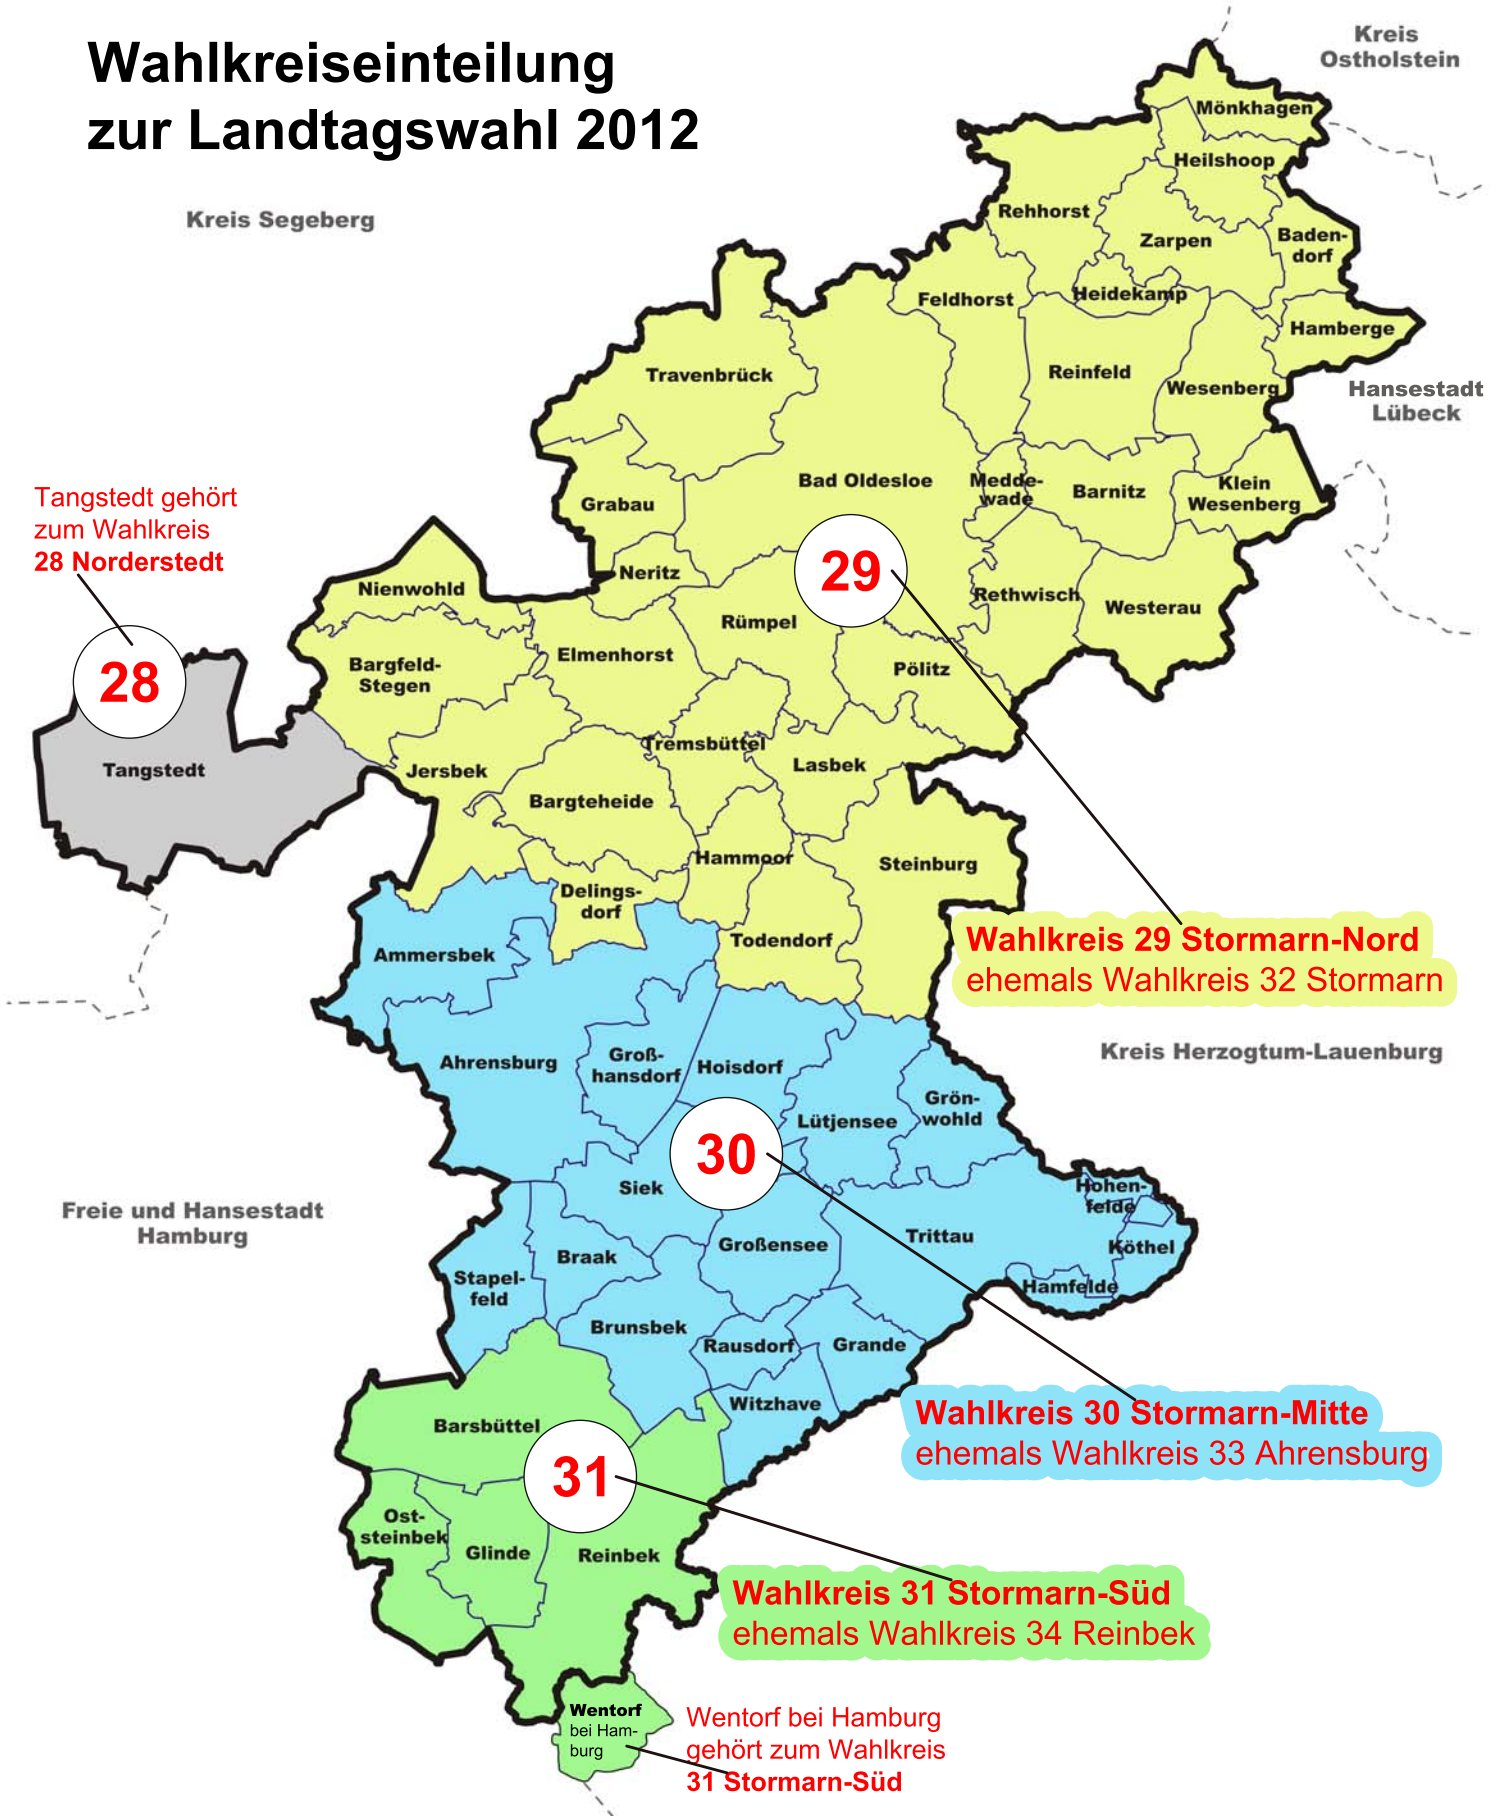 Wahlkreiseinteilung
zur Landtagswahl 2012
Kreis
Ostholstein
Mönkhagen
Heilshoop
Kreis Segeberg
Rehhorst
Zarpen
Baden-
dorf
Feldhorst
Heidekamp
Hamberge
Travenbrück
Reinfeld
Wesenberg
Hansestadt
Lübeck
Bad Oldesloe
Medde-
wade
Barnitz
Klein
Wesenberg
Grabau
Tangstedt gehört
zum Wahlkreis
28 Norderstedt
Neritz
29
Nienwohld
Rethwisch
Westerau
Rümpel
Elmenhorst
Bargfeld-
Stegen
Pölitz
28
Tremsbüttel
Lasbek
Tangstedt
Jersbek
Bargteheide
Hammoor
Steinburg
Delings-
dorf
Todendorf
Wahlkreis 29 Stormarn-Nord
ehemals Wahlkreis 32 Stormarn
Ammersbek
Ahrensburg
Groß-
hansdorf
Hoisdorf
Kreis Herzogtum-Lauenburg
Grön-
wohld
Lütjensee
30
Siek
Hohen-
felde
Freie und Hansestadt
Hamburg
Trittau
Köthel
Großensee
Braak
Stapel-
feld
Hamfelde
Brunsbek
Rausdorf
Grande
Witzhave
Wahlkreis 30 Stormarn-Mitte
ehemals Wahlkreis 33 Ahrensburg
Barsbüttel
31
Ost-
steinbek
Glinde
Reinbek
Wahlkreis 31 Stormarn-Süd
ehemals Wahlkreis 34 Reinbek
Wentorf
bei Ham-
burg
Wentorf bei Hamburg
gehört zum Wahlkreis
31 Stormarn-Süd